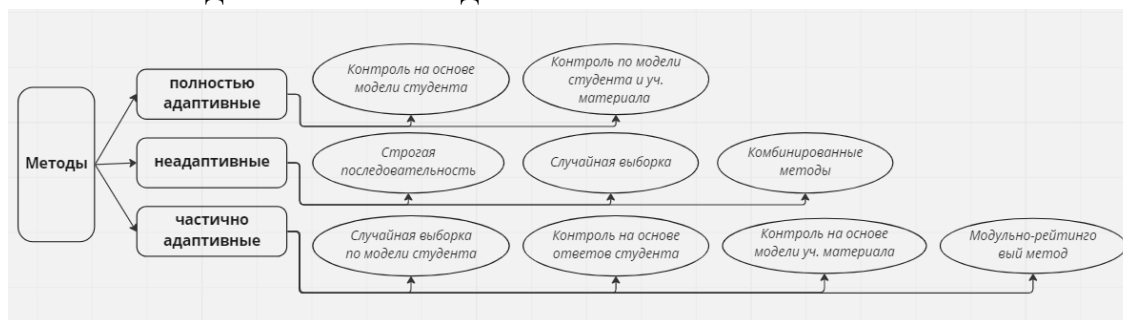 Методы
полностью
адаптивные
Контроль на основе
модели студента
Контроль по модели
студента и уч.
материала
неадаптивные
Строгая
последовательность
Случайная выборка
Комбинированные
методы
частично
адаптивные
Случайная выборка
по модели студента
Контроль на основе
ответов студента
Контроль на основе
модели уч. материала
Модульно-рейтинго
вый метод